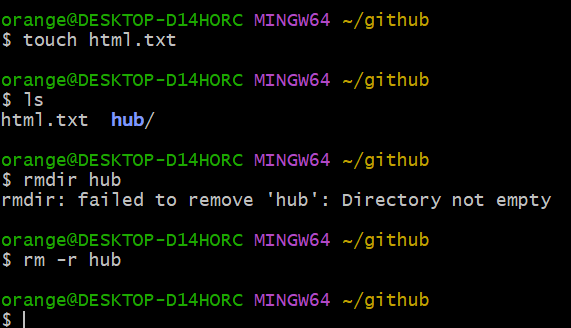 orange@DESKTOP-D14HORC MINGW64 ~/github
$ touch html.txt
orange@DESKTOP-D14HORC MINGW64 ~/github
$ ls
html.txt  hub/
orange@DESKTOP-D14HORC MINGW64 ~/github
$ rmdir hub
rmdir: failed to remove 'hub': Directory not empty
orange@DESKTOP-D14HORC MINGW64 ~/github
$ rm -r hub
orange@DESKTOP-D14HORC MINGW64 ~/github
$